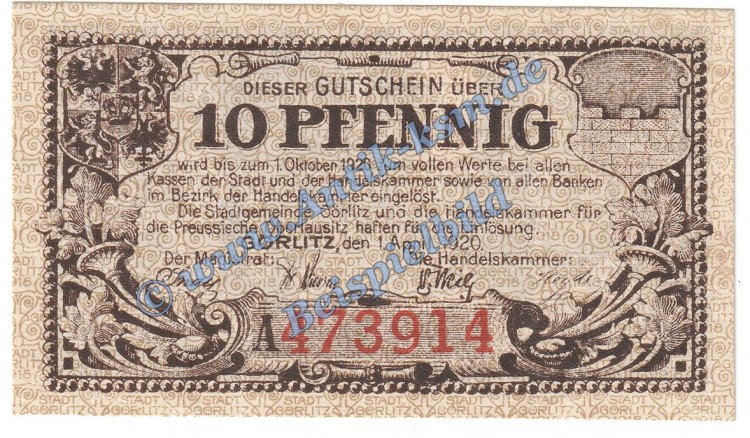 DIESER GUTSCHEIN ÜBER
10 PFENNIG
wird bis zum 1. Oktober 1920 zum vollen Werte bei allen
Kassen der Stadt und der Handelskammer sowie von allen Banken
im Bezirk der Handelskammer eingelöst.
Die Stadtgemeinde Görlitz und die Handelskammer für
die Preussische Oberlausitz haften für die Einlösung.
GÖRLITZ, den 1. April 1920.
Der Magistrat: Die Handelskammer:
A473914
© www.Antik-ksm.de
Beispielbild
STADT GÖRLITZ